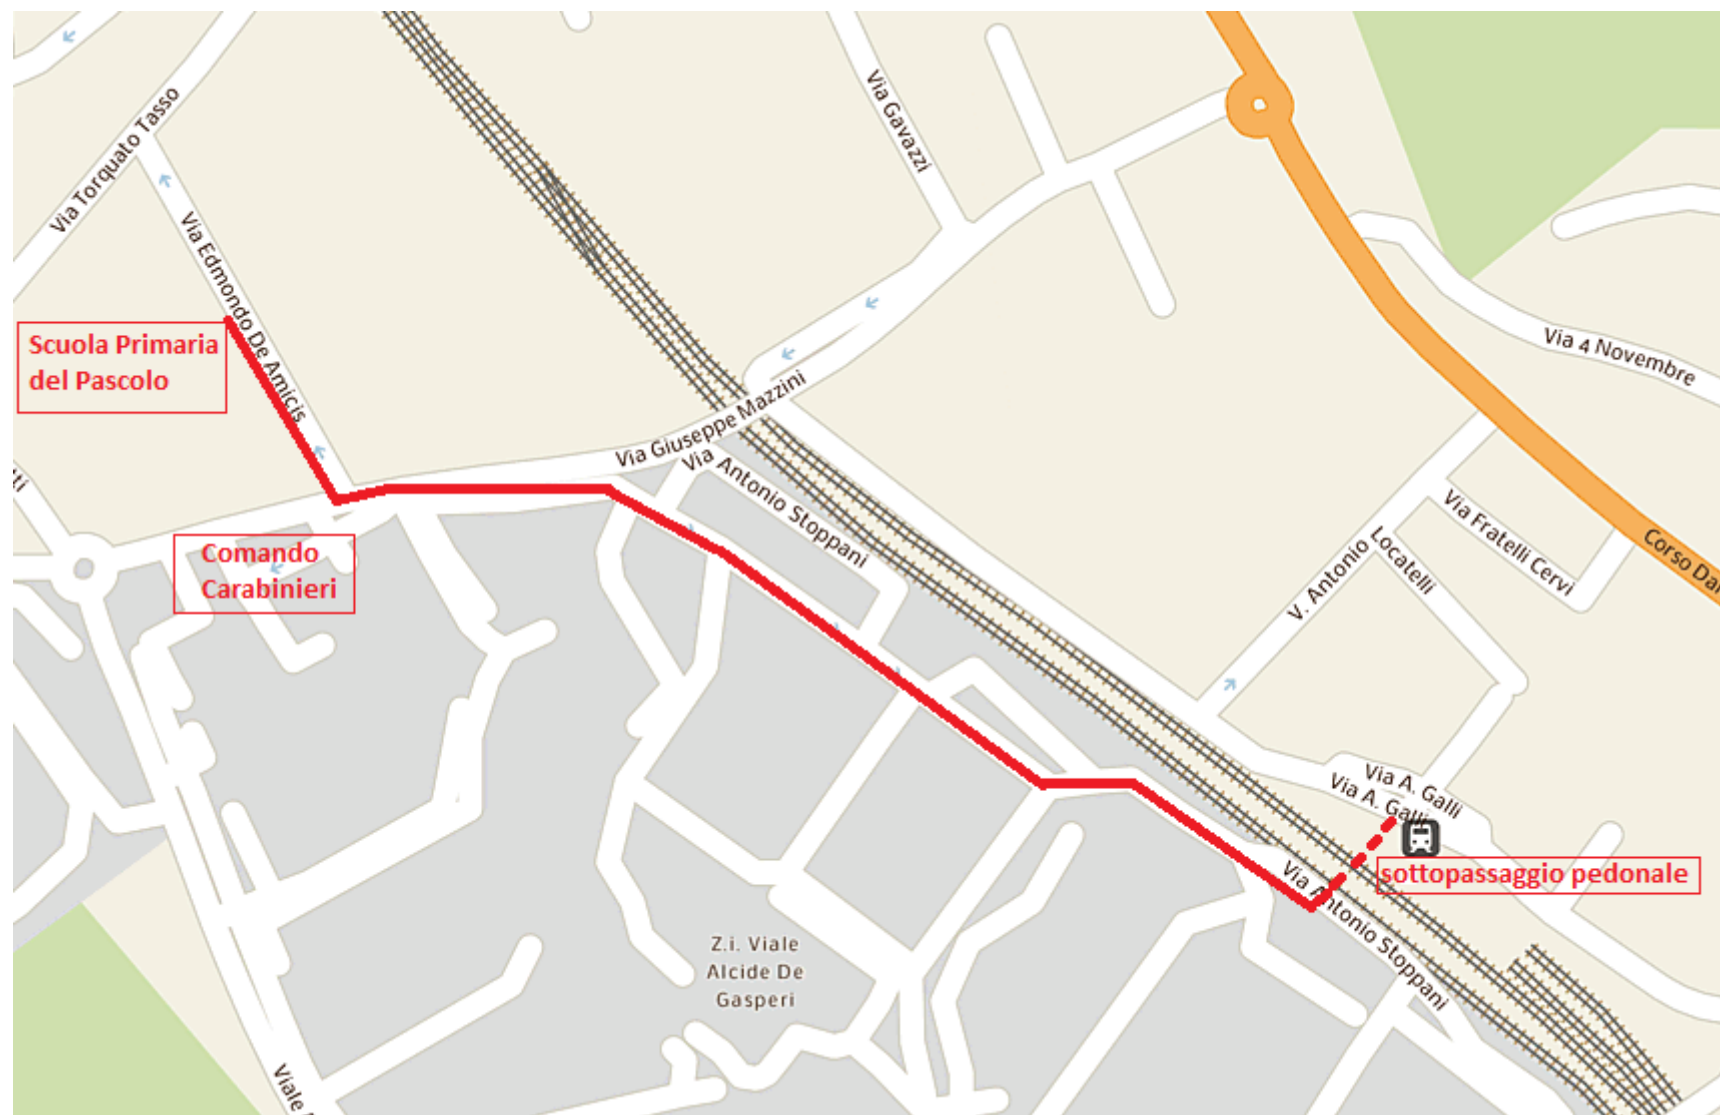 Via Torquato Tasso
Via Gavazzi
Via Edmondo De Amicis
Scuola Primaria
del Pascolo
Via 4 Novembre
Via Giuseppe Mazzini
Via Antonio Stoppani
Comando
Carabinieri
Via Fratelli Cervi
V. Antonio
Locatelli
Corso Dan
Via A. Galli
Via A. Galli
sottopassaggio pedonale
Via Antonio Stoppani
Z.i. Viale
Alcide De
Gasperi
Viale